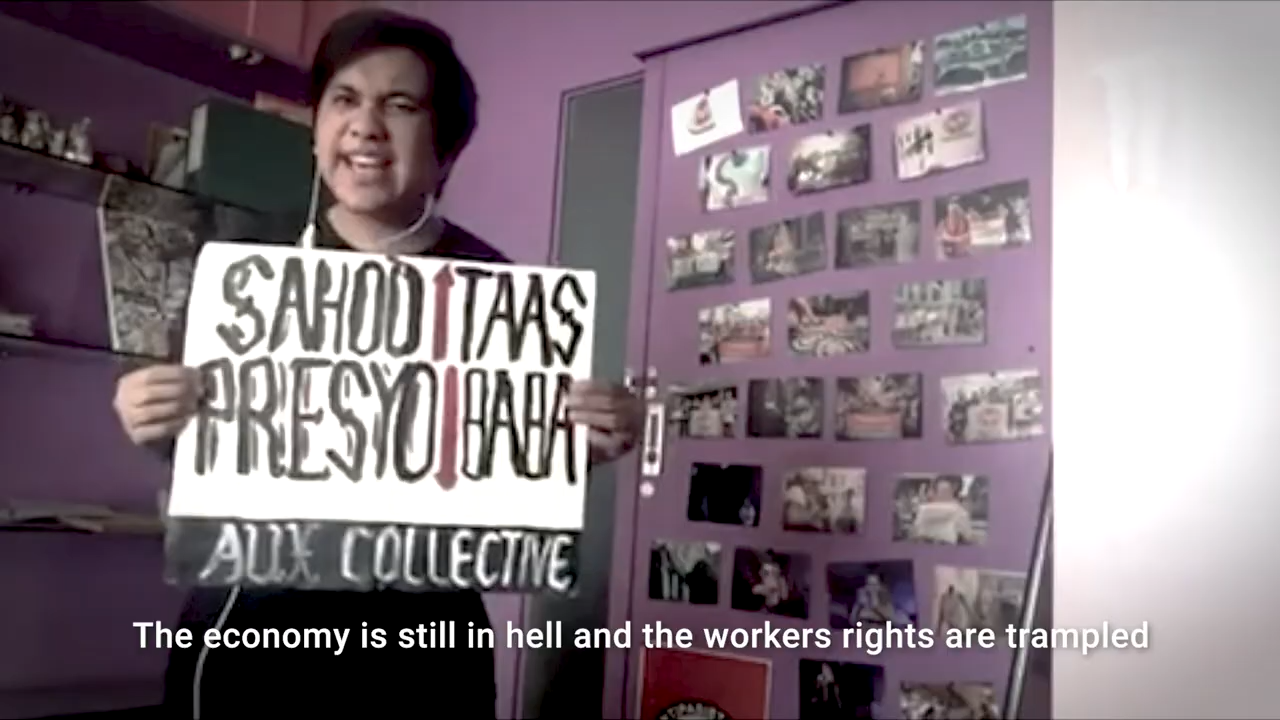 SAHOD TAAS
PRESYO BABA
AUX COLLECTIVE
The economy is still in hell and the workers rights are trampled